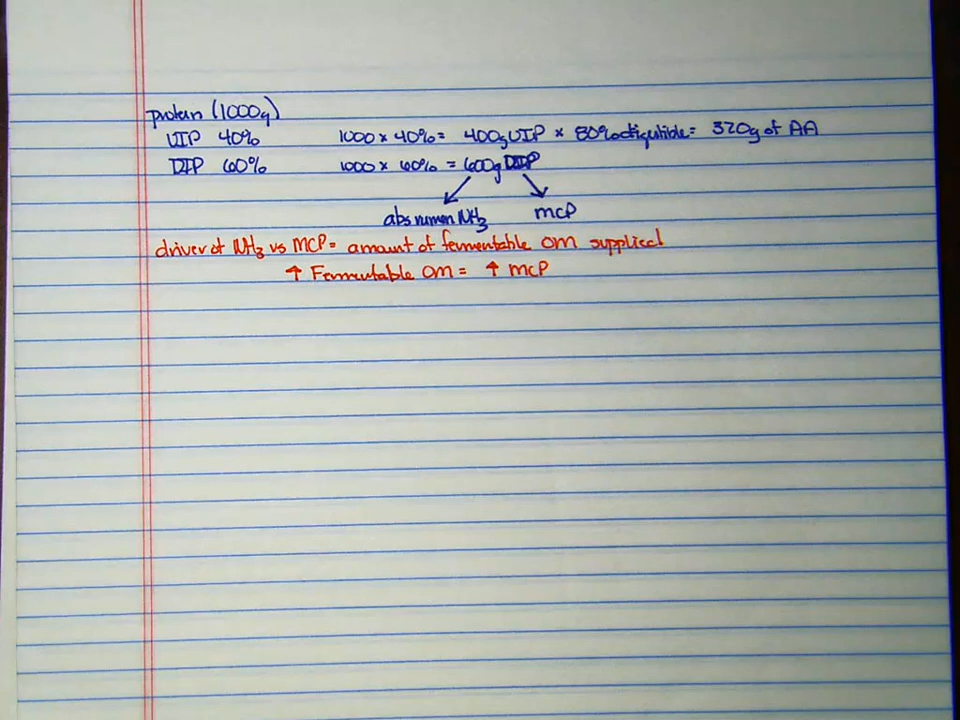 protein (1000g)
UIP 40% 1000 × 40% = 400g UIP × 80% digestible = 320g of AA
DIP 60% 1000 × 60% = 600g DIP
abs rumen NH3 MCP
driver of NH3 vs MCP = amount of fermentable OM supplied
↑ Fermentable OM = ↑ MCP